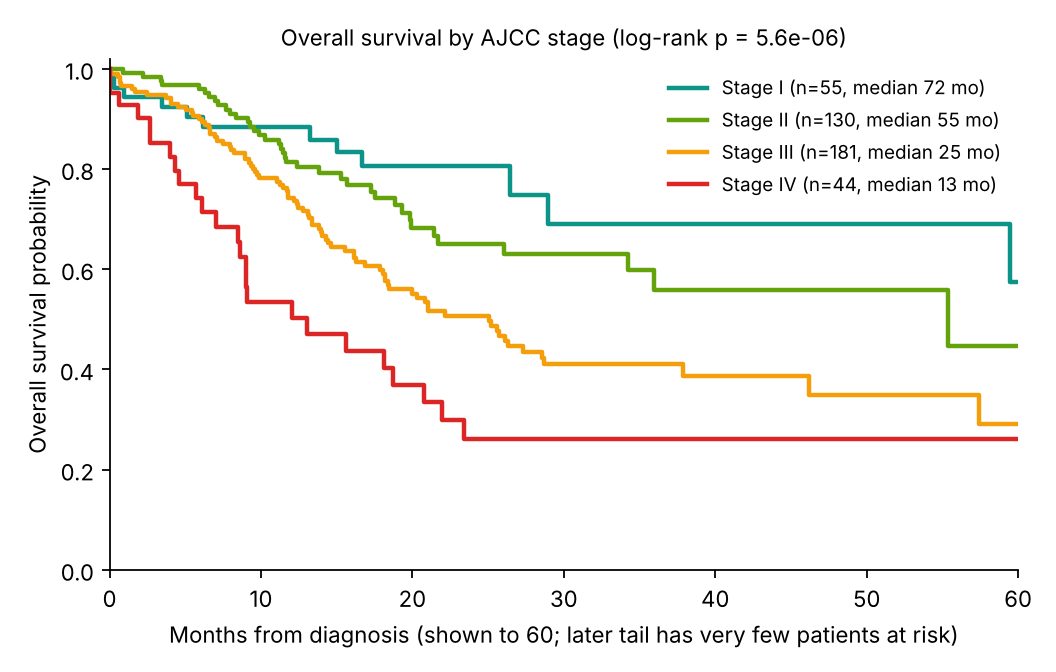 Overall survival by AJCC stage (log-rank p = 5.6e-06)
Stage I (n=55, median 72 mo)
Stage II (n=130, median 55 mo)
Stage III (n=181, median 25 mo)
Stage IV (n=44, median 13 mo)
Overall survival probability
1.0
0.8
0.6
0.4
0.2
0.0
0 10 20 30 40 50 60
Months from diagnosis (shown to 60; later tail has very few patients at risk)